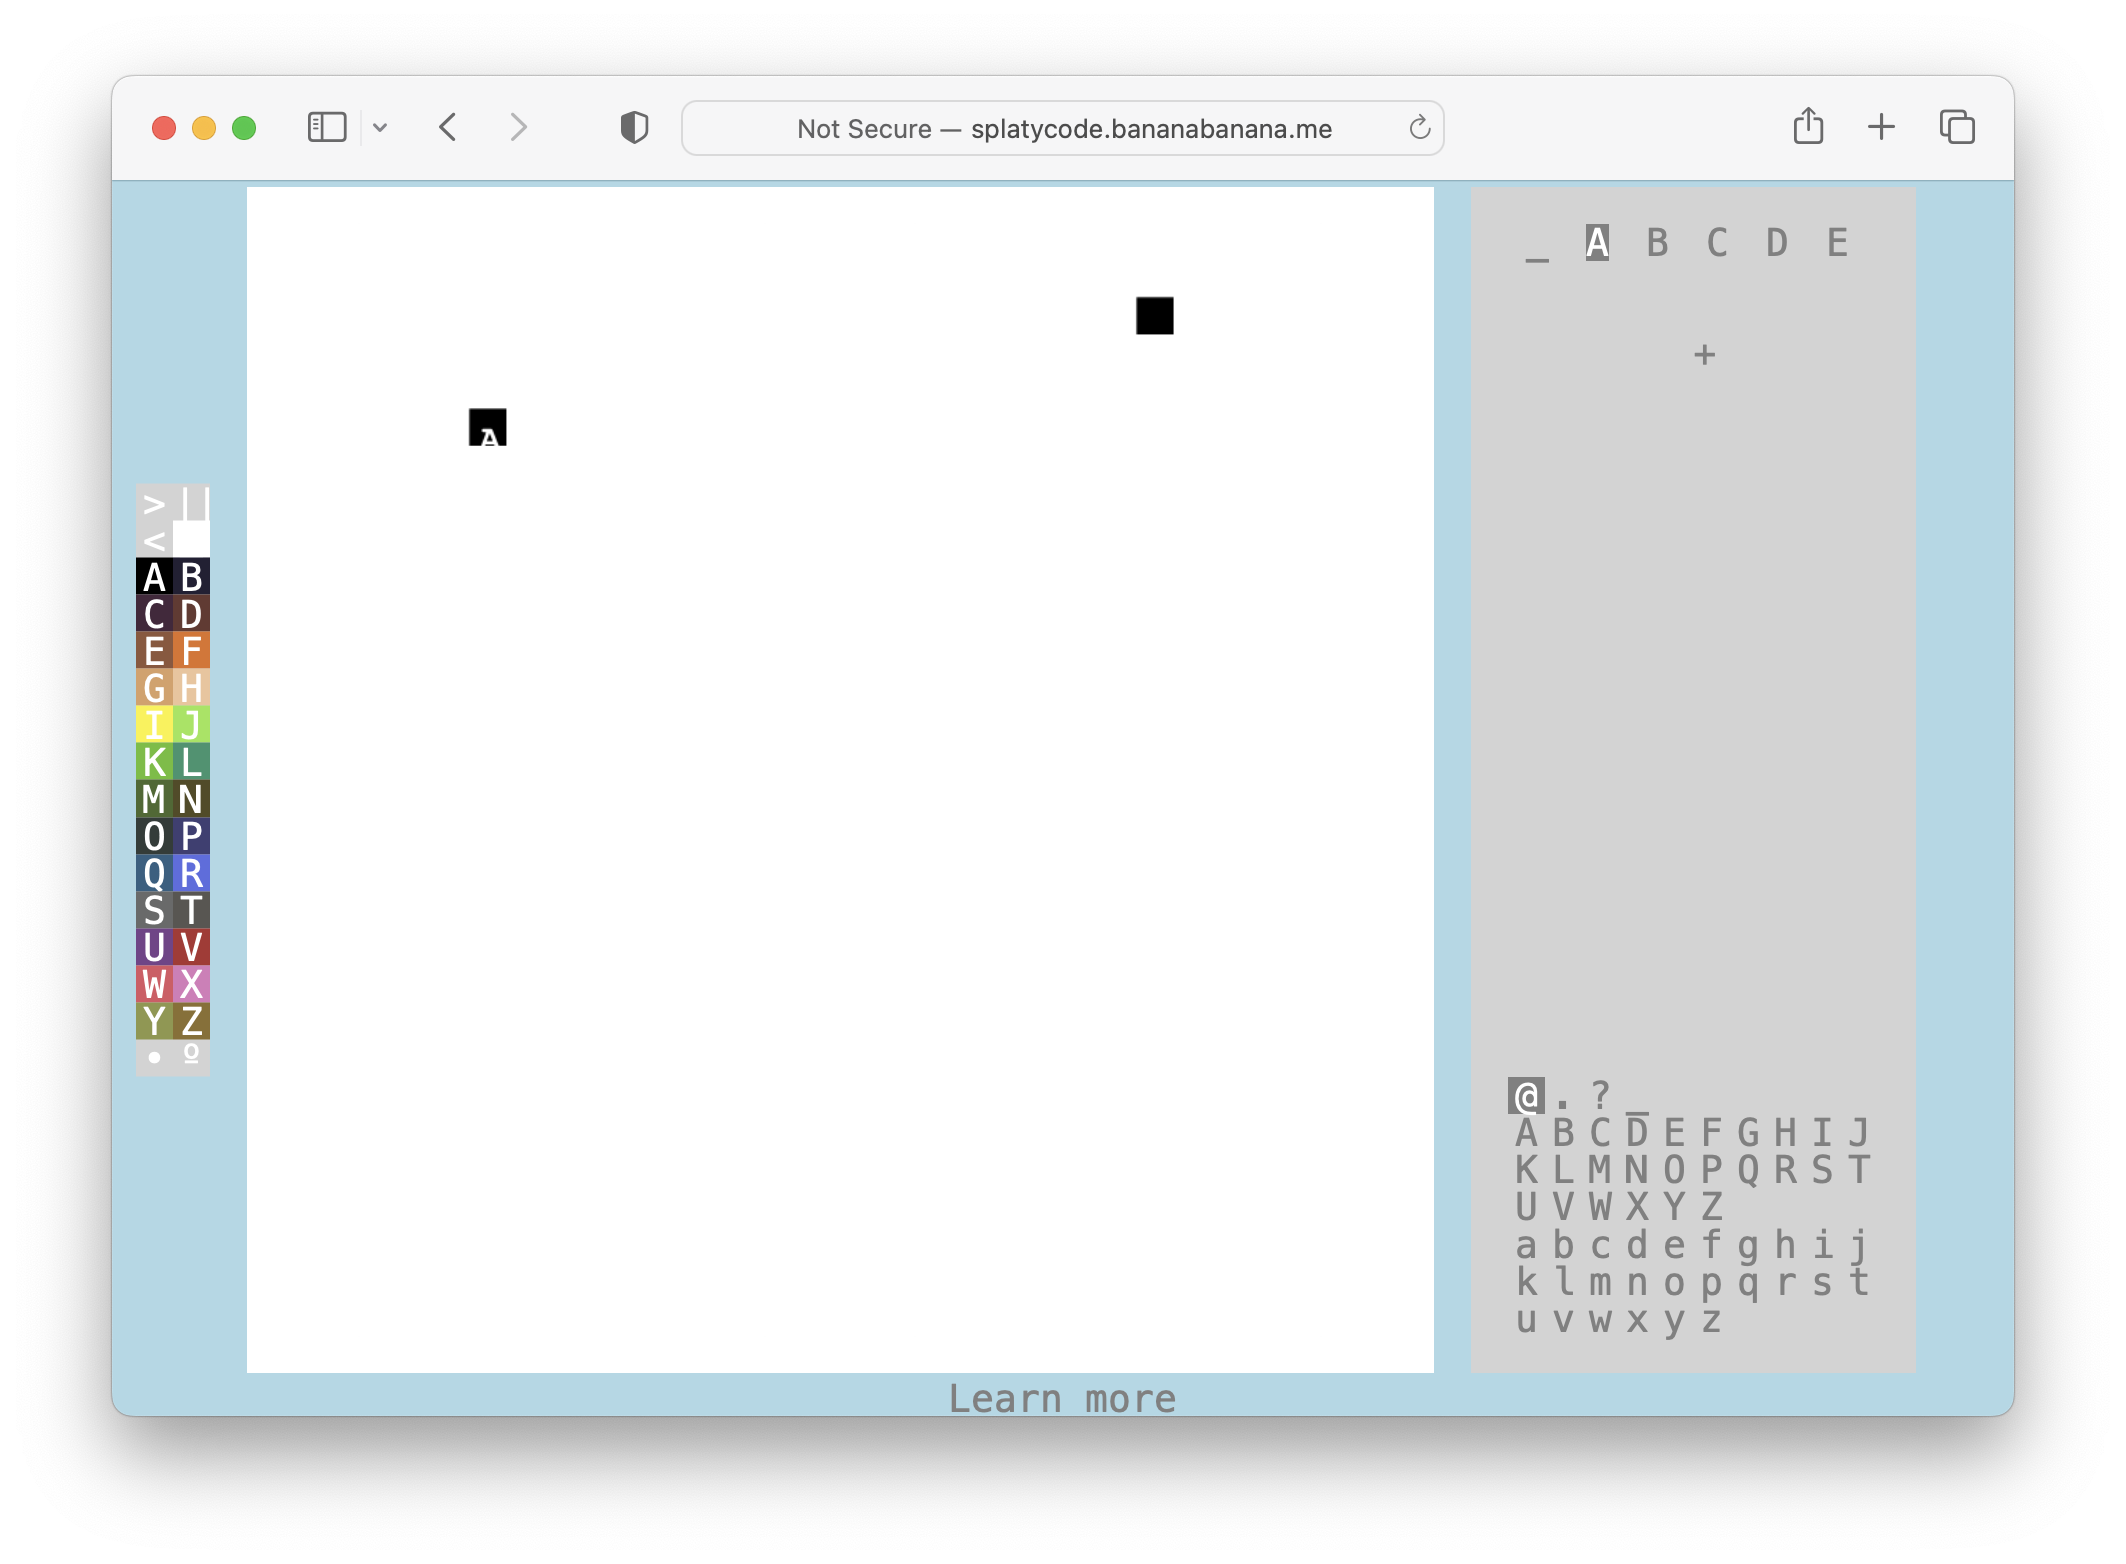 Not Secure — splatycode.bananabanana.me
_ A B C D E
+
A
> ||
<
A B
C D
E F
G H
I J
K L
M N
O P
Q R
S T
U V
W X
Y Z
• º
@ . ? _
A B C D E F G H I J
K L M N O P Q R S T
U V W X Y Z
a b c d e f g h i j
k l m n o p q r s t
u v w x y z
Learn more